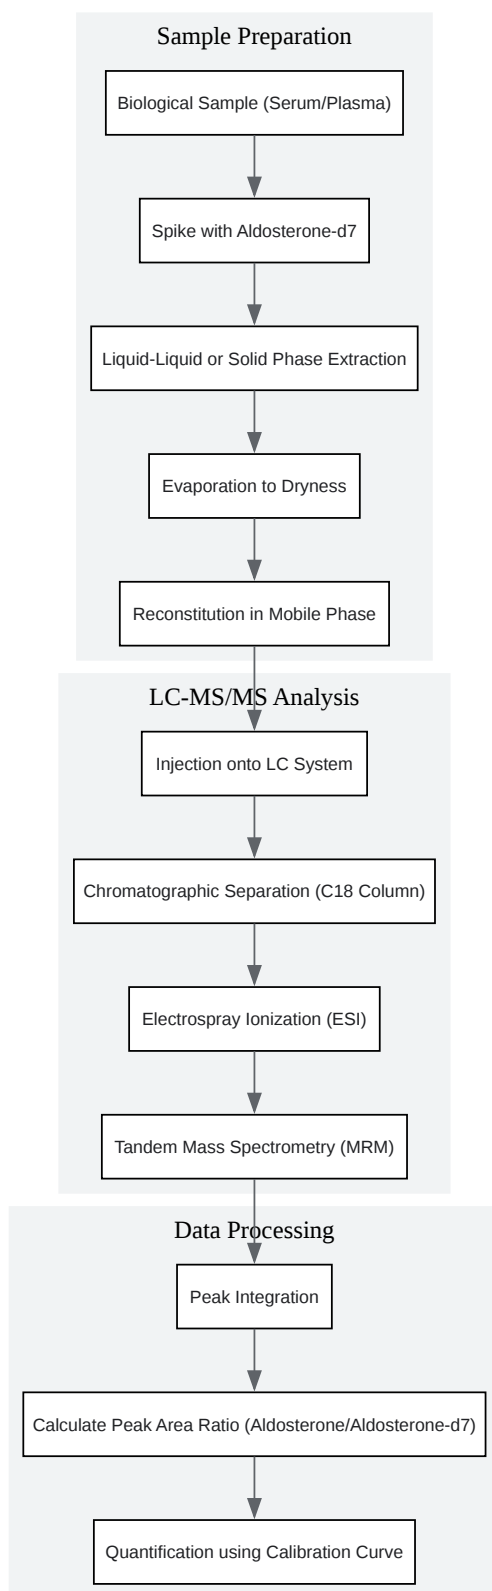 Sample Preparation
Biological Sample (Serum/Plasma)
Spike with Aldosterone-d7
Liquid-Liquid or Solid Phase Extraction
Evaporation to Dryness
Reconstitution in Mobile Phase
LC-MS/MS Analysis
Injection onto LC System
Chromatographic Separation (C18 Column)
Electrospray Ionization (ESI)
Tandem Mass Spectrometry (MRM)
Data Processing
Peak Integration
Calculate Peak Area Ratio (Aldosterone/Aldosterone-d7)
Quantification using Calibration Curve